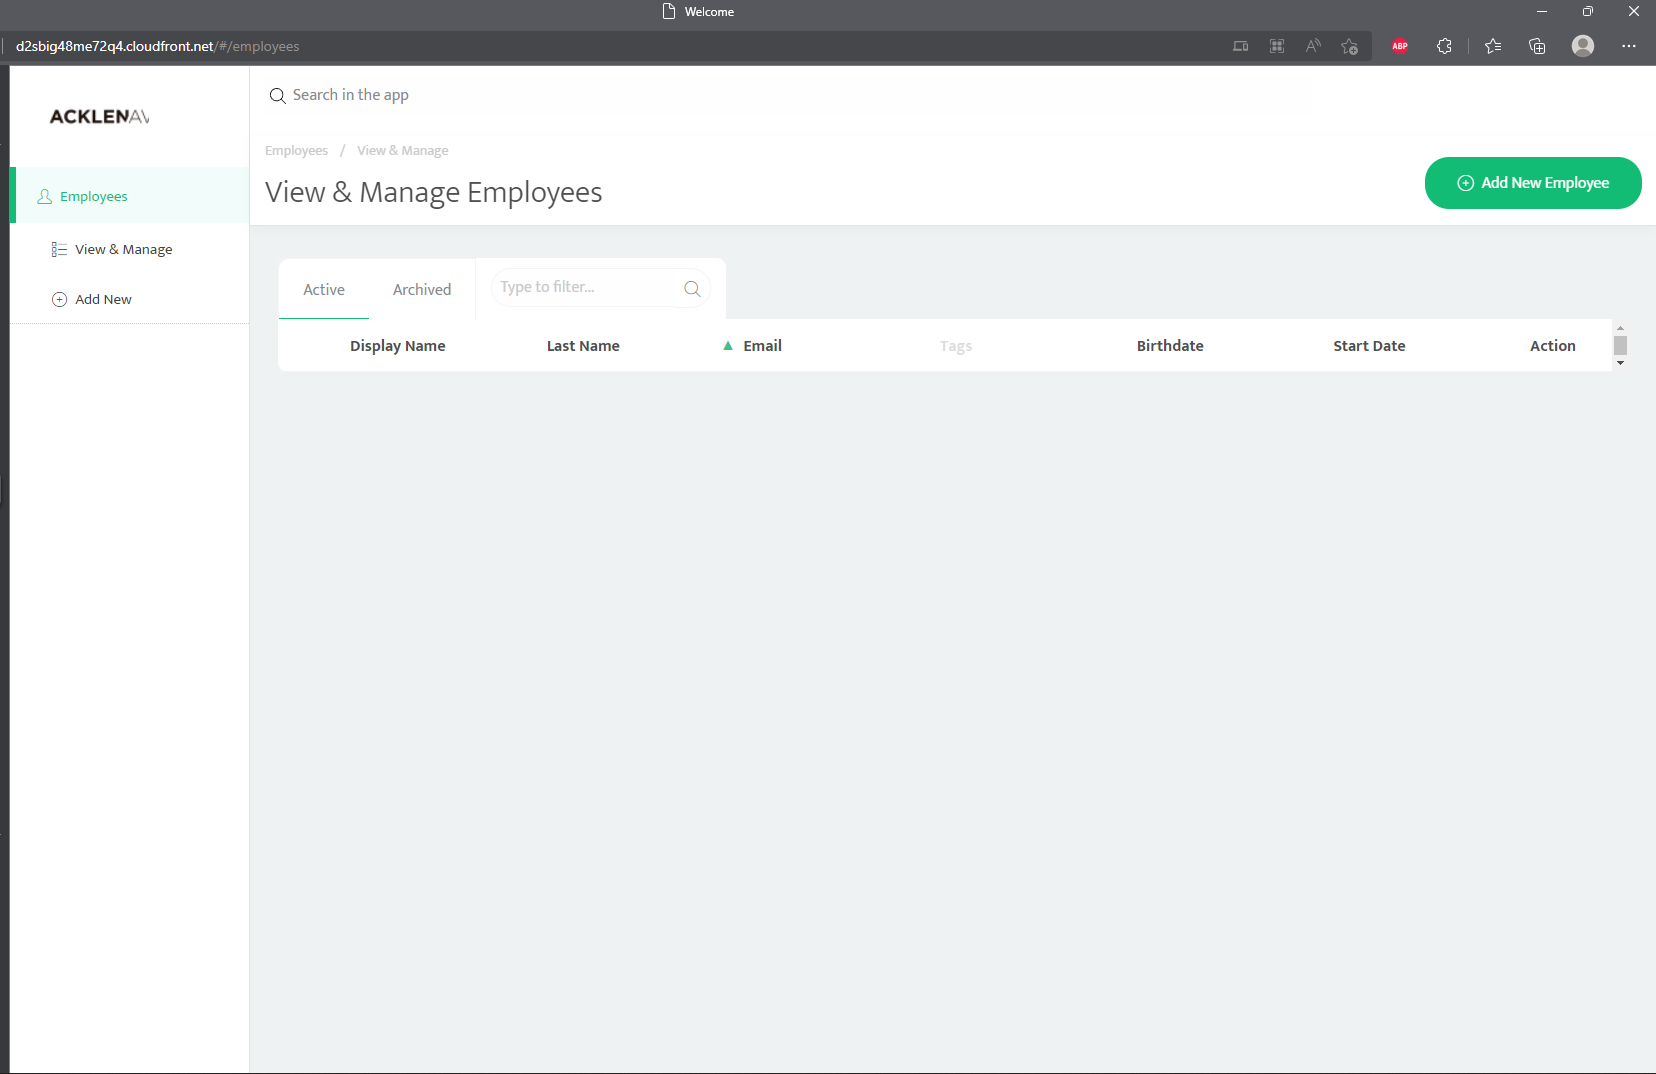 Welcome
d2sbig48me72q4.cloudfront.net/#/employees
ABP
ACKLENAV
Search in the app
Employees / View & Manage
View & Manage Employees
Add New Employee
Employees
View & Manage
Add New
Active Archived Type to filter...
Display Name Last Name ▲ Email Tags Birthdate Start Date Action